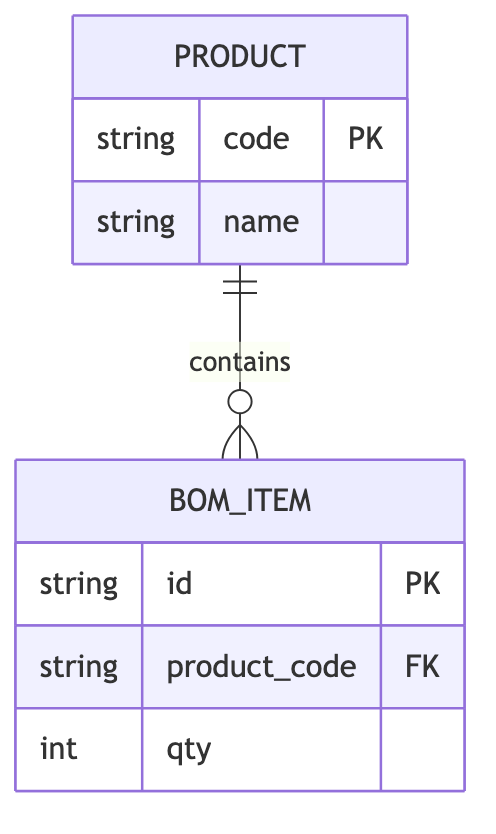 PRODUCT
string code PK
string name
contains
BOM_ITEM
string id PK
string product_code FK
int qty